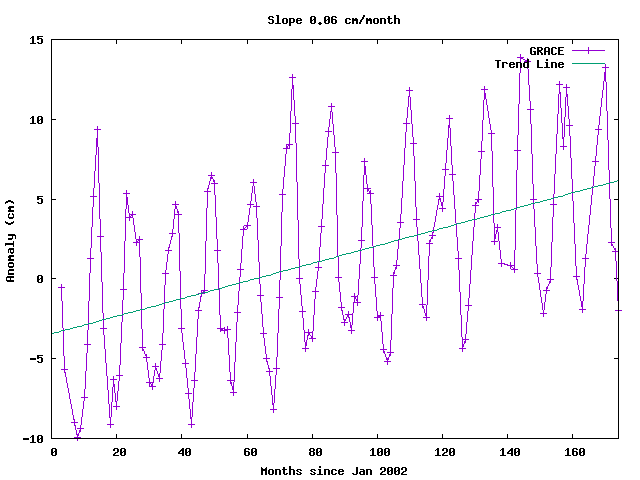 Slope 0.06 cm/month
15
GRACE
Trend Line
10
5
Anomaly (cm)
0
-5
-10
0 20 40 60 80 100 120 140 160
Months since Jan 2002